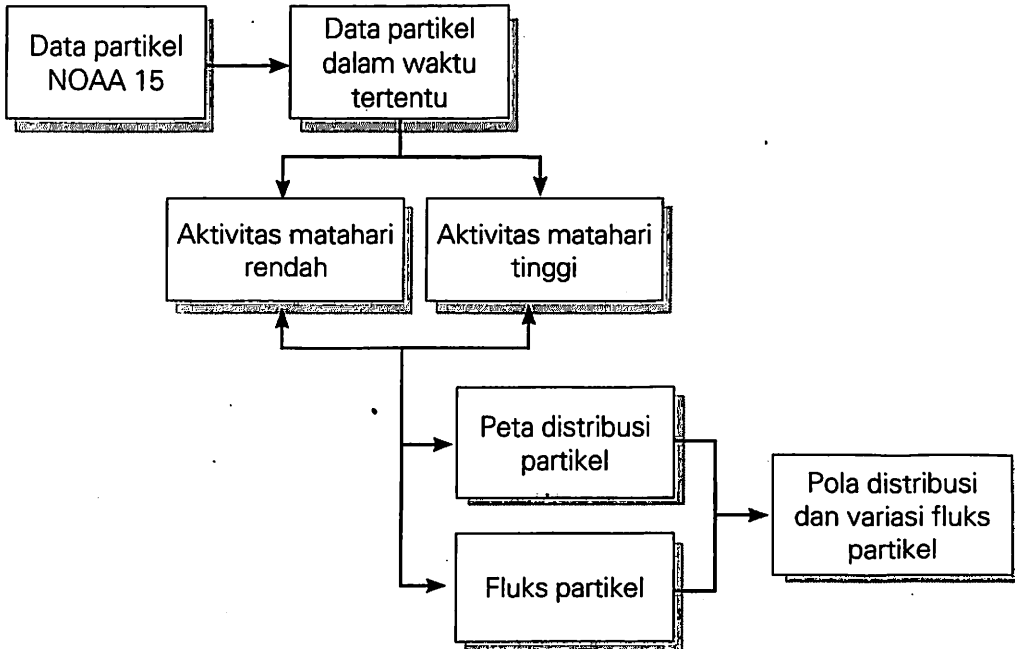 Data partikel
NOAA 15
Data partikel
dalam waktu
tertentu
Aktivitas matahari
rendah
Aktivitas matahari
tinggi
Peta distribusi
partikel
Fluks partikel
Pola distribusi
dan variasi fluks
partikel